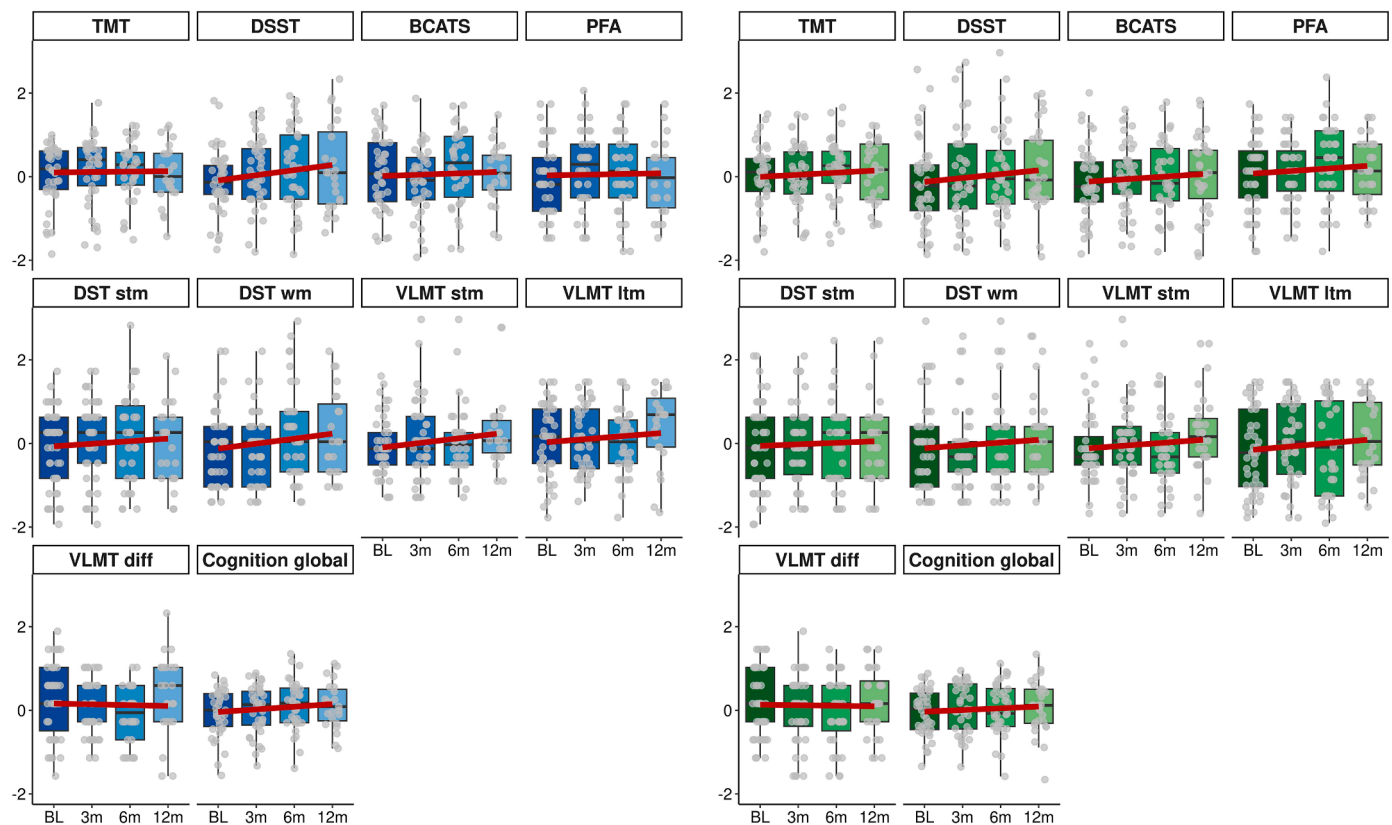 TMT DSST BCATS PFA TMT DSST BCATS PFA
2 2
0 0
-2 -2
DST stm DST wm VLMT stm VLMT ltm DST stm DST wm VLMT stm VLMT ltm
2 2
0 0
-2 -2
BL 3m 6m 12m BL 3m 6m 12m BL 3m 6m 12m BL 3m 6m 12m
VLMT diff Cognition global VLMT diff Cognition global
2 2
0 0
-2 -2
BL 3m 6m 12m BL 3m 6m 12m BL 3m 6m 12m BL 3m 6m 12m